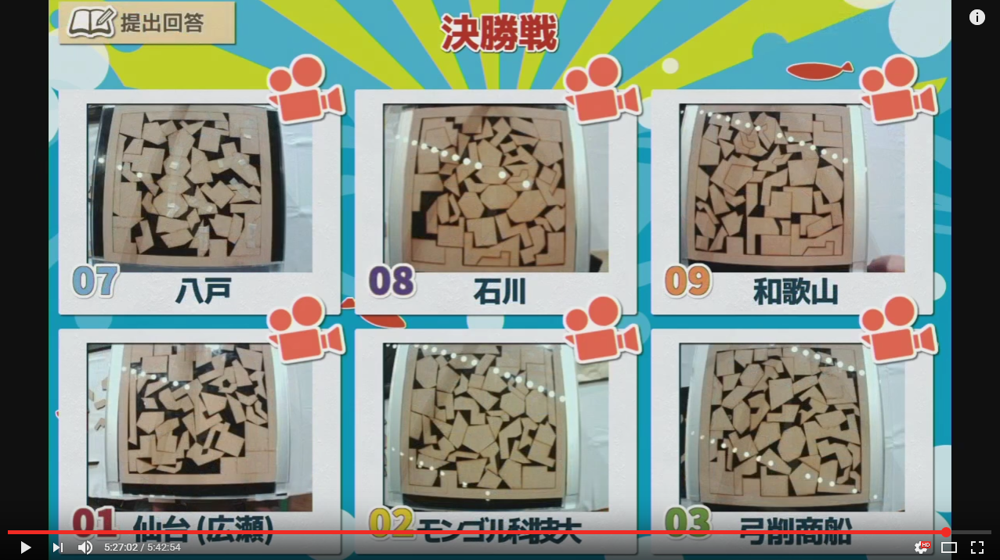 提出回答
決勝戦
07 八戸
08 石川
09 和歌山
01 仙台(広瀬)
02 モンゴル科技大
03 弓削商船
5:27:02 / 5:42:54
HD